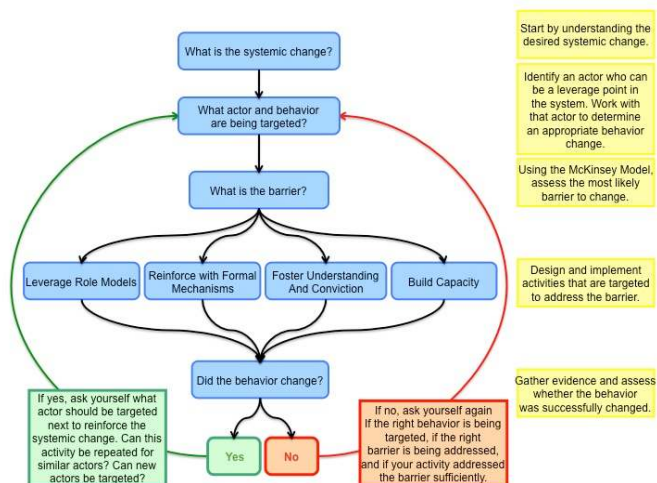 What is the systemic change?
Start by understanding the
desired systemic change.
What actor and behavior
are being targeted?
Identify an actor who can
be a leverage point in
the system. Work with
that actor to determine
an appropriate behavior
change.
What is the barrier?
Using the McKinsey Model,
assess the most likely
barrier to change.
Leverage Role Models
Reinforce with Formal
Mechanisms
Foster Understanding
And Conviction
Build Capacity
Design and implement
activities that are
targeted to address the
barrier.
Did the behavior change?
Gather evidence and assess
whether the behavior
was successfully changed.
If yes, ask yourself what
actor should be targeted
next to reinforce the
systemic change. Can this
activity be repeated for
similar actors? Can new
actors be targeted?
Yes
No
If no, ask yourself again
If the right behavior is being
targeted, if the right
barrier is being addressed,
and if your activity addressed
the barrier sufficiently.